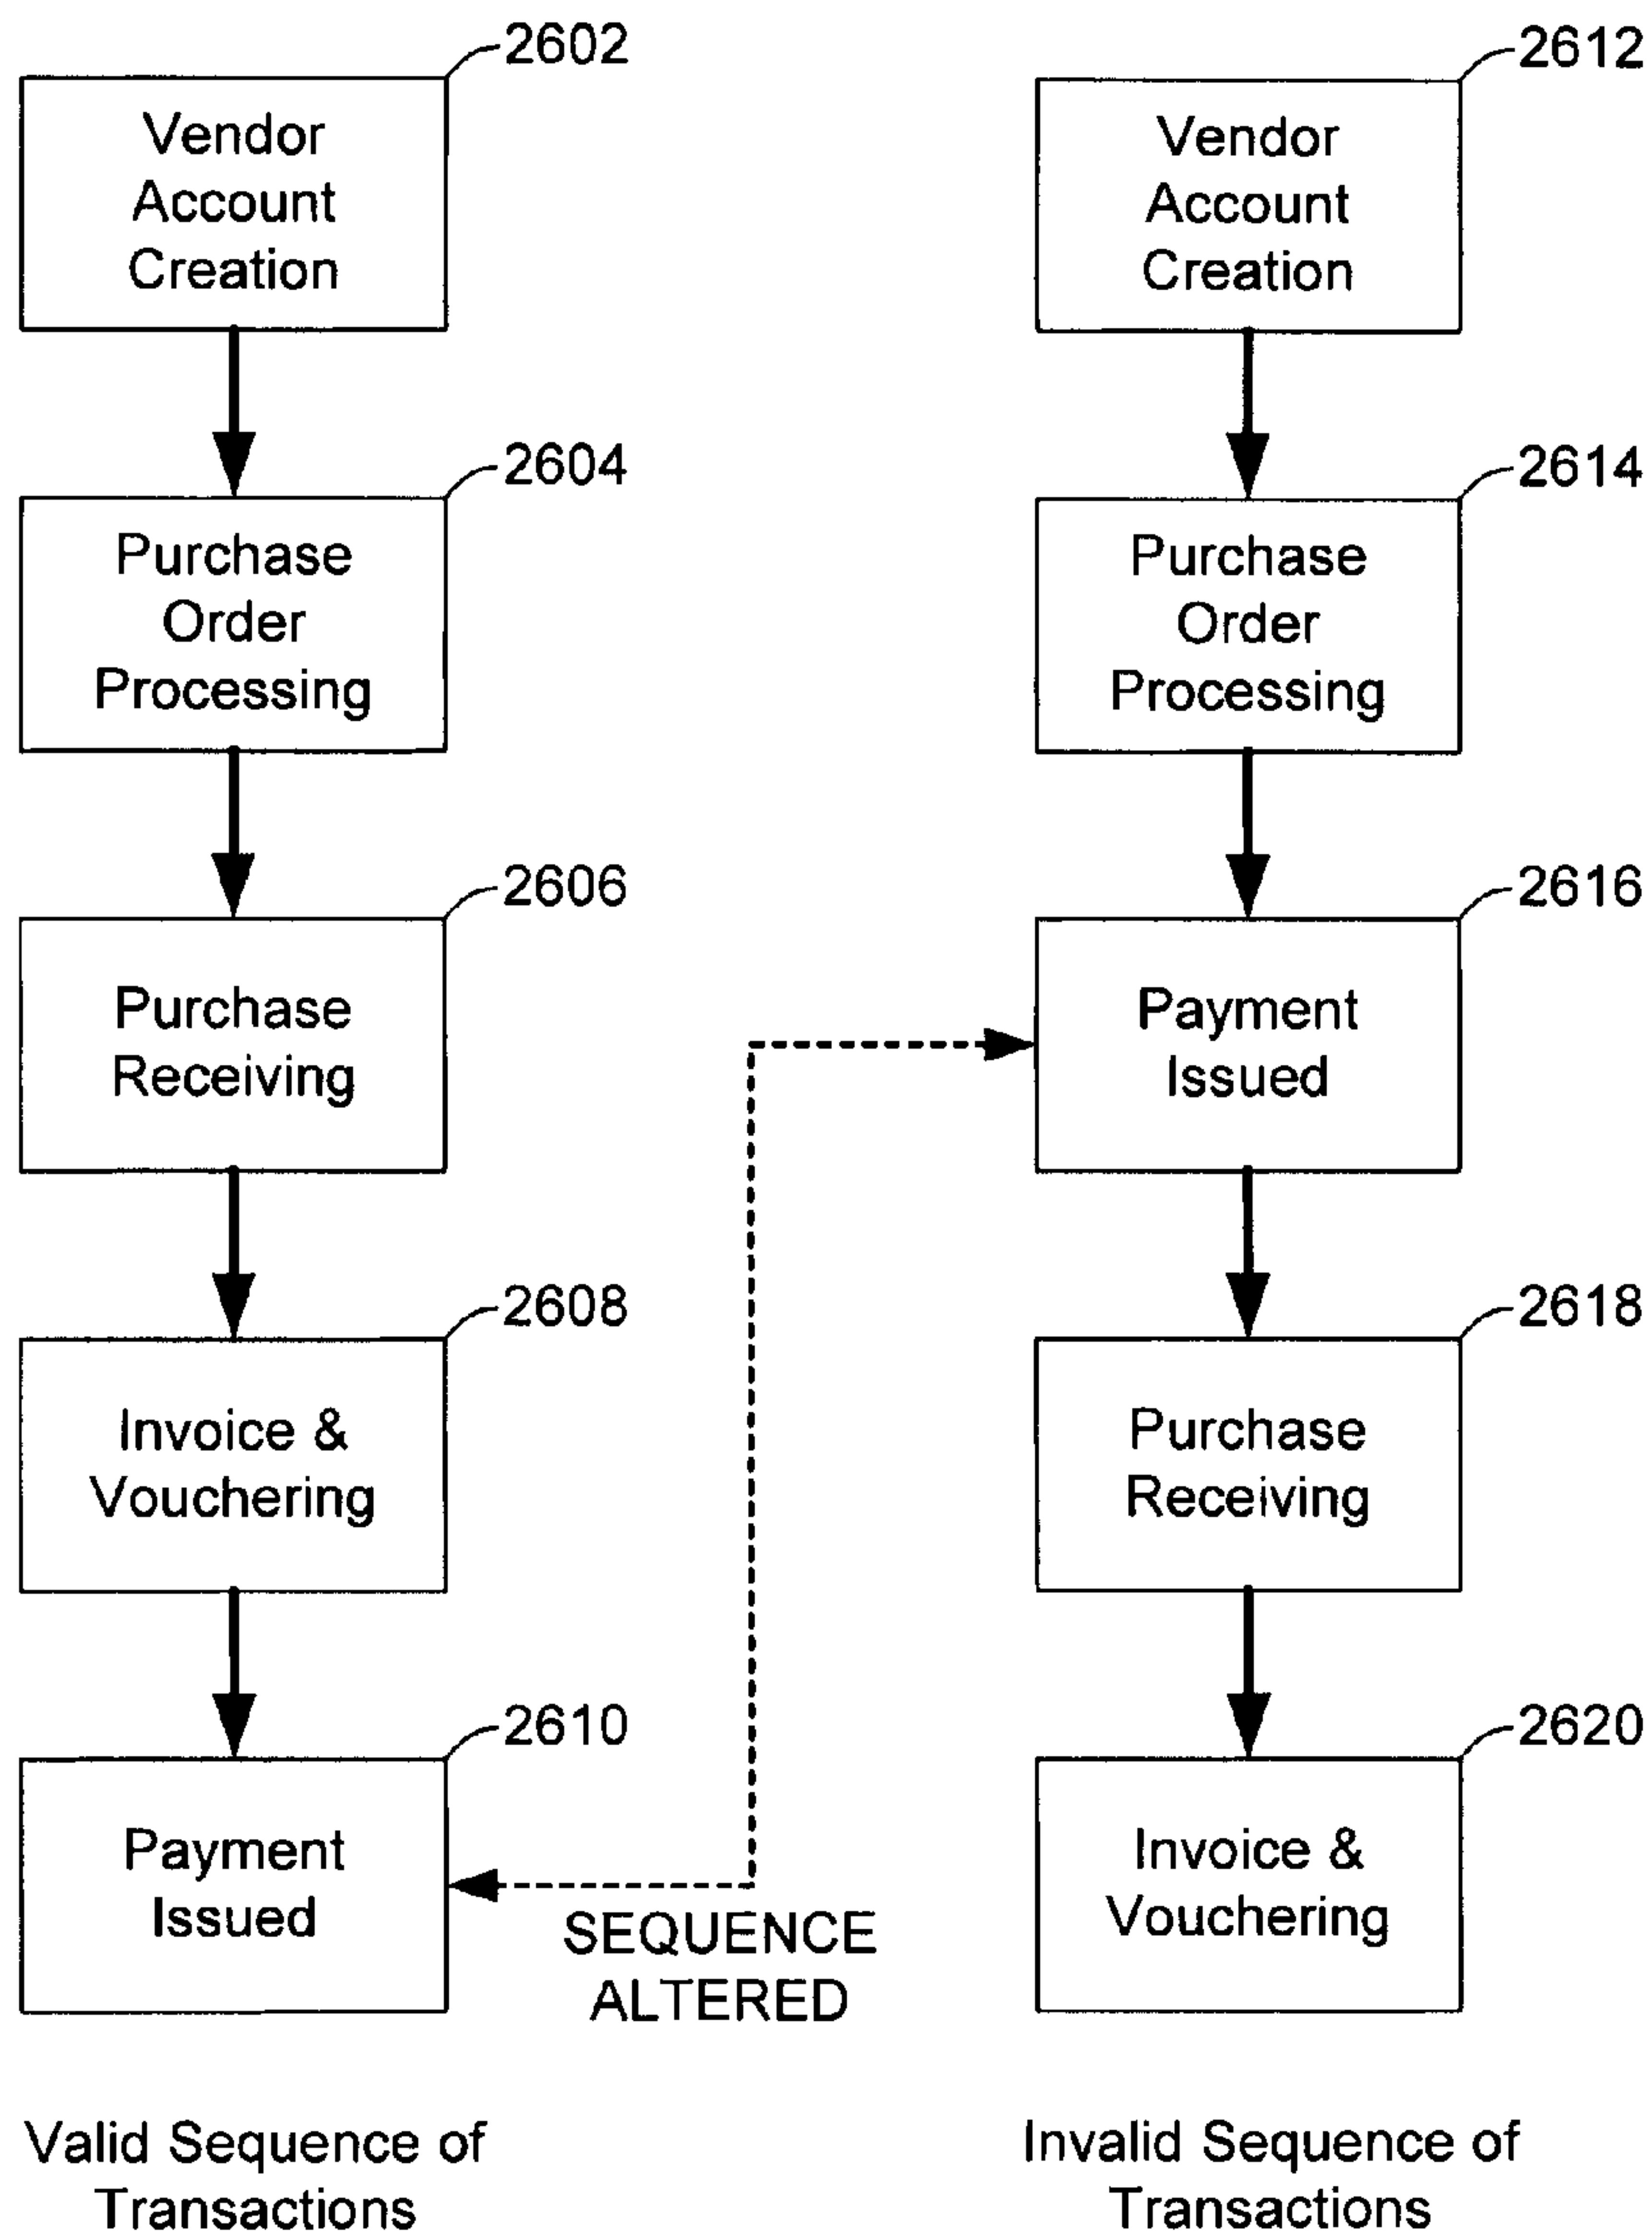 2602
Vendor
Account
Creation
2604
Purchase
Order
Processing
2606
Purchase
Receiving
2608
Invoice &
Vouchering
2610
Payment
Issued
SEQUENCE
ALTERED
Valid Sequence of
Transactions
2612
Vendor
Account
Creation
2614
Purchase
Order
Processing
2616
Payment
Issued
2618
Purchase
Receiving
2620
Invoice &
Vouchering
Invalid Sequence of
Transactions